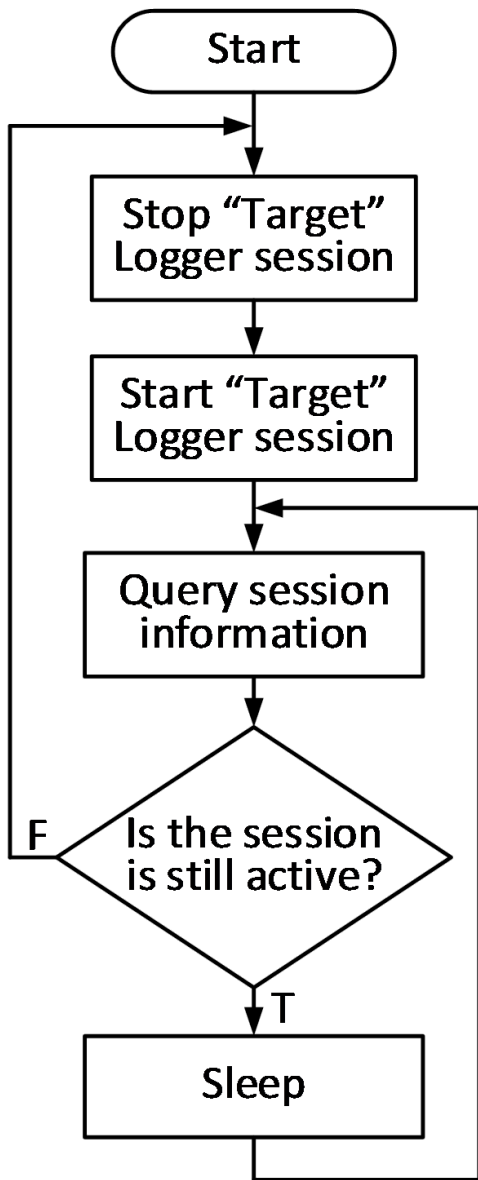 Start
Stop “Target”
Logger session
Start “Target”
Logger session
Query session
information
F
Is the session
is still active?
T
Sleep